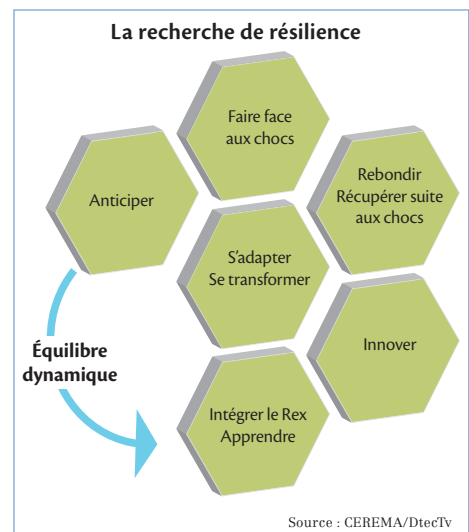 La recherche de résilience
Faire face
aux chocs
Anticiper
Rebondir
Récupérer suite
aux chocs
S'adapter
Se transformer
Innover
Équilibre
dynamique
Intégrer le Rex
Apprendre
Source : CEREMA/DtecTv